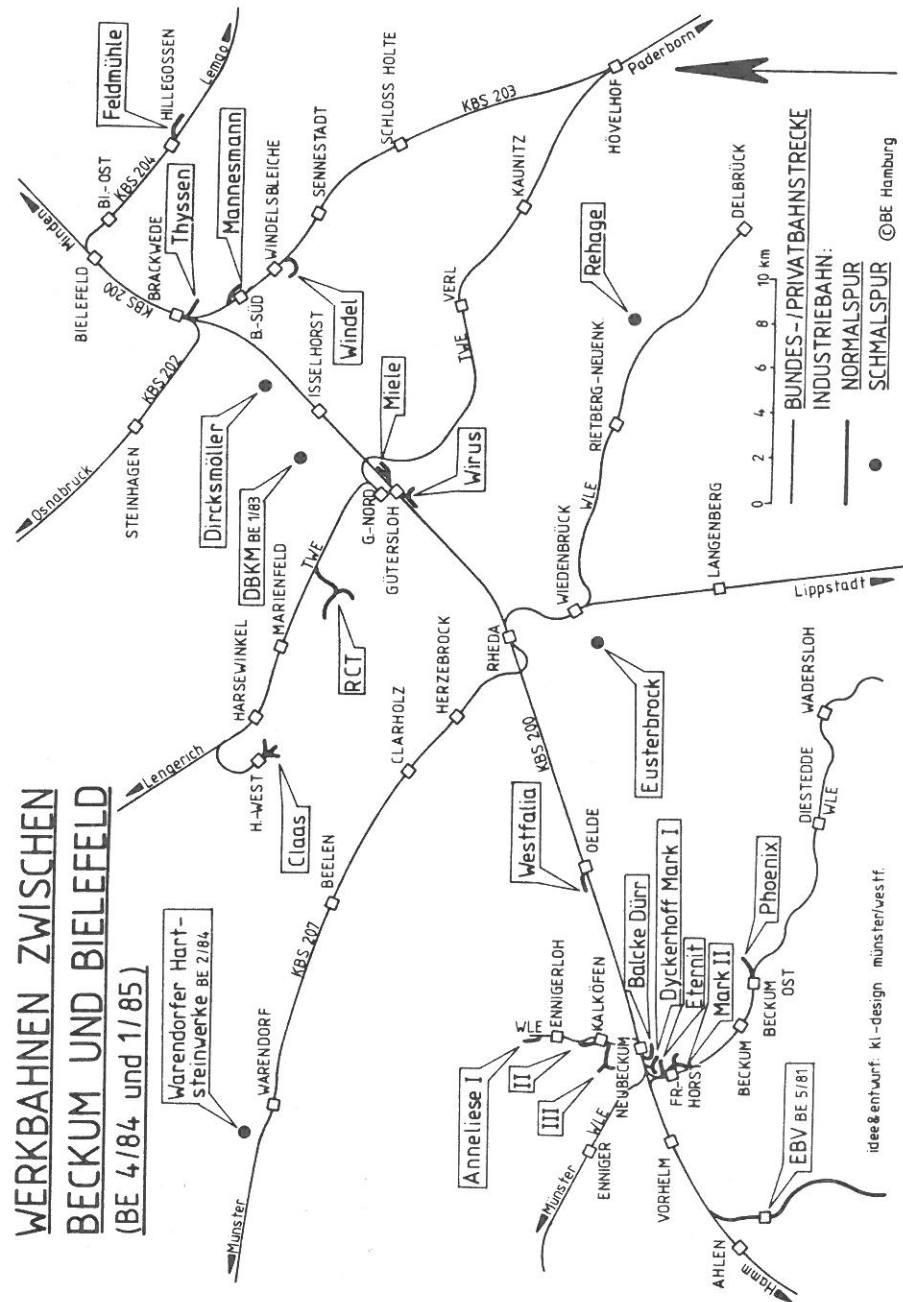 WERKBAHNEN ZWISCHEN
BECKUM UND BIELEFELD
(BE 4/84 und 1/85)
Warendorfer Hart-
steinwerke BE 2/84
Münster
WARENDORF
KBS 207
BEELEN
CLARHOLZ
HERZEBROCK
Lengerich
HARSEWINKEL
H.-WEST
Claas
MARIENFELD
TWE
RCT
Osnabrück
STEINHAGEN
KBS 202
Dircksmöller
DBKM BE 1/83
Minden
BIELEFELD
BI.-OST
KBS 204
Feldmühle
HILLEGOSSEN
Lemgo
KBS 200
BRACKWEDE
Thyssen
Mannesmann
B.-SÜD
WINDELSBLEICHE
Windel
SENNESTADT
SCHLOSS HOLTE
KBS 203
HÖVELHOF
Paderborn
ISSELHORST
Miele
G.-NORD
GÜTERSLOH
Wirus
TWE
VERL
KAUNITZ
RHEDA
WIEDENBRÜCK
WLE
RIETBERG-NEUENK.
Rehage
DELBRÜCK
LANGENBERG
Lippstadt
Eusterbrock
KBS 200
Westfalia
OELDE
Anneliese I
WLE
ENNIGERLOH
II
KALKÖFEN
III
NEUBECKUM
Balcke Dürr
Dyckerhoff Mark I
Eternit
Mark II
Phoenix
FR.-
HORST
BECKUM
BECKUM
OST
DIESTEDDE
WLE
WADERSLOH
Münster
WLE
ENNIGER
VORHELM
EBV BE 5/81
AHLEN
Hamm
0 2 4 6 8 10 km
BUNDES-/PRIVATBAHNSTRECKE
INDUSTRIEBAHN:
NORMALSPUR
SCHMALSPUR
©BE Hamburg
idee & entwurf: kl-design münster/westf.